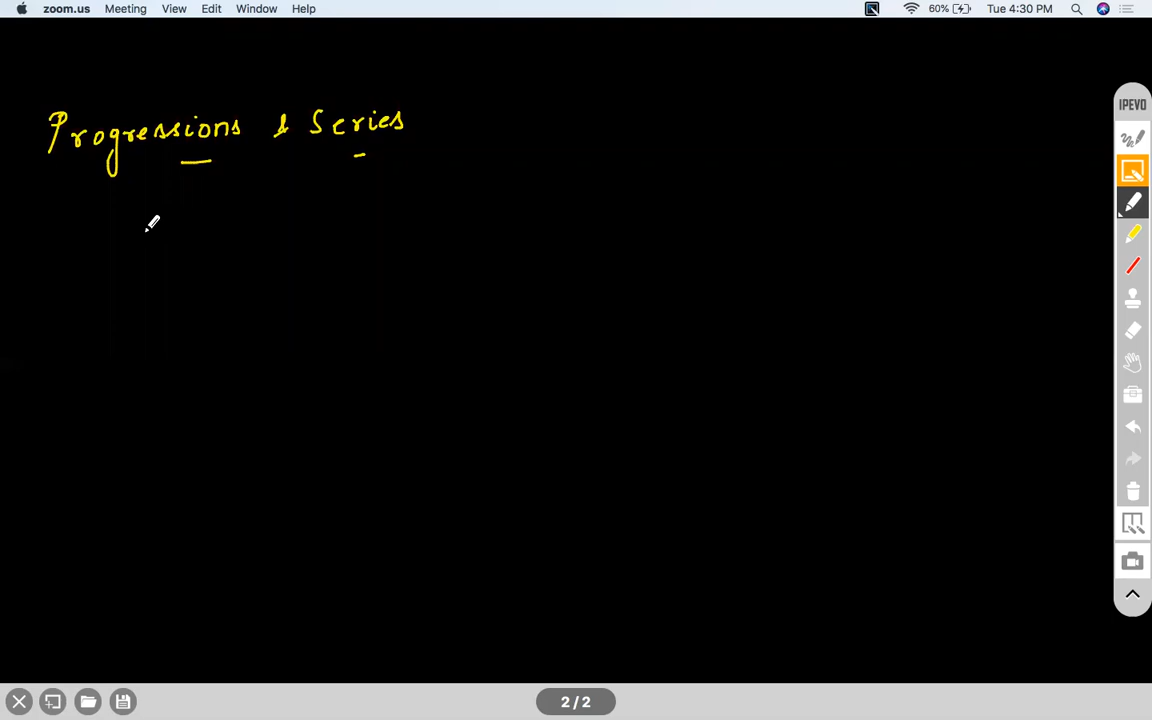 zoom.us Meeting View Edit Window Help 60% Tue 4:30 PM
IPEVO
Progressions & Series
2 / 2